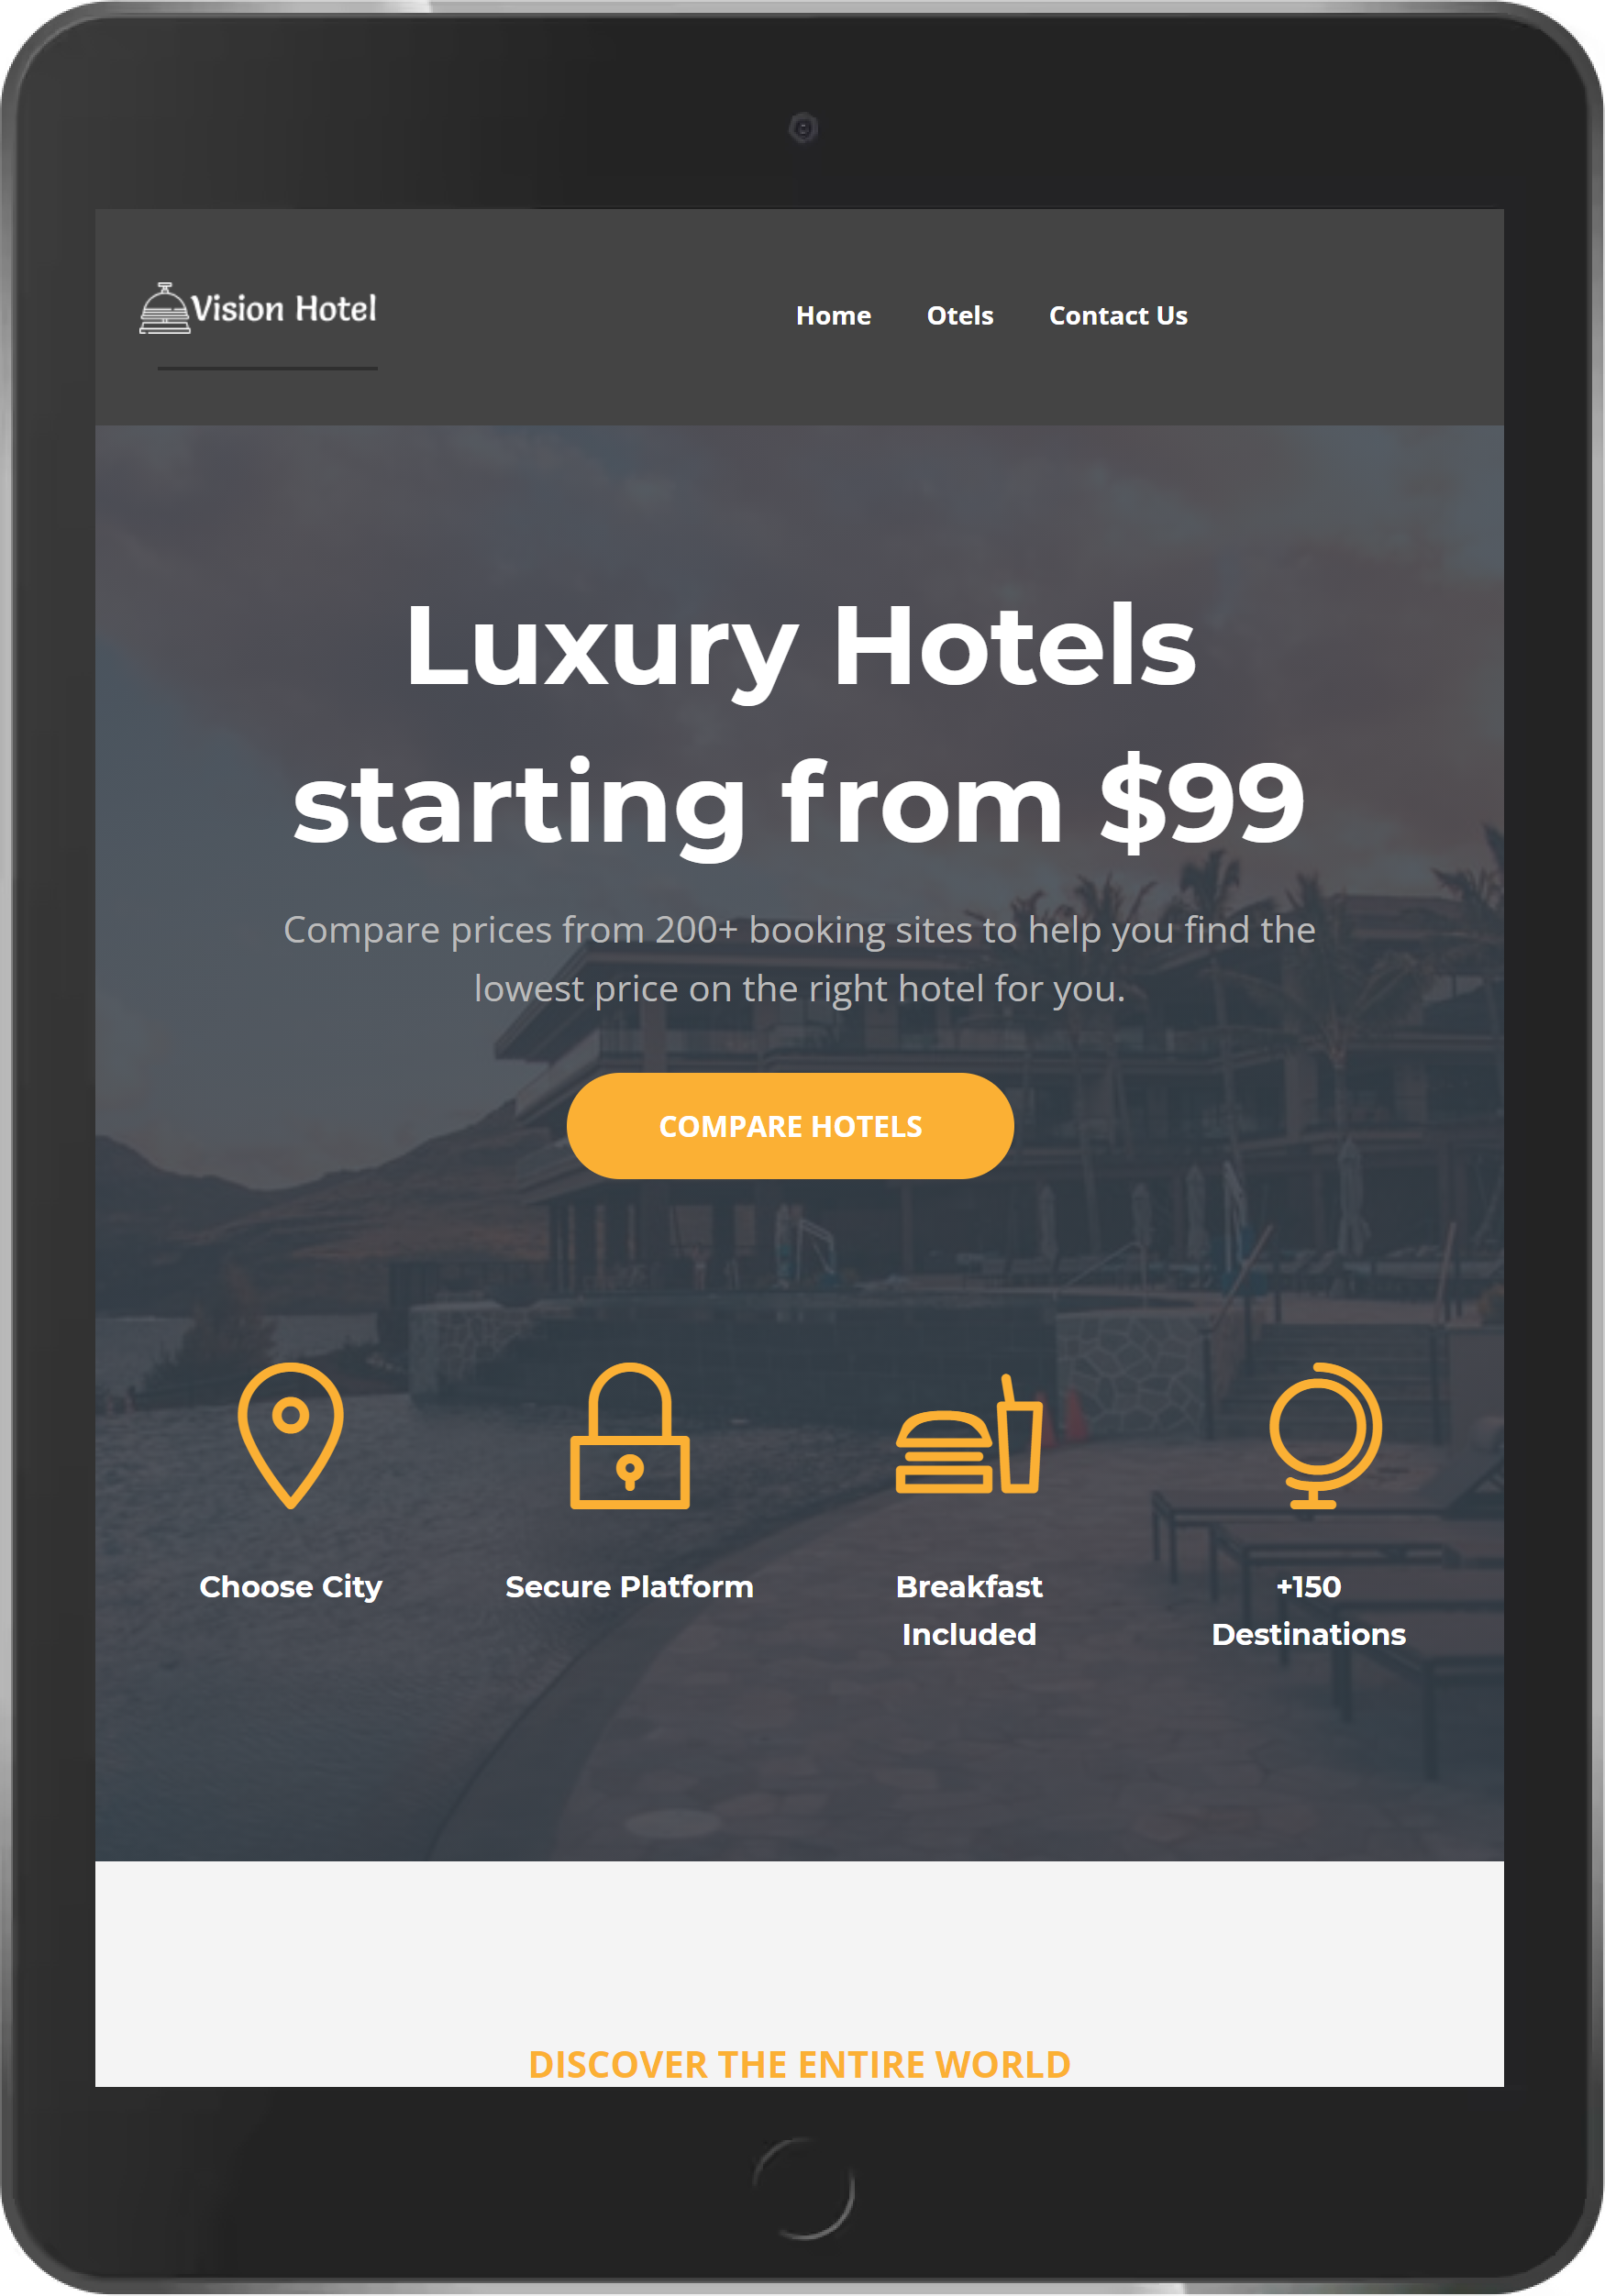 Vision Hotel
Home Otels Contact Us
Luxury Hotels
starting from $99
Compare prices from 200+ booking sites to help you find the
lowest price on the right hotel for you.
COMPARE HOTELS
Choose City
Secure Platform
Breakfast
Included
+150
Destinations
DISCOVER THE ENTIRE WORLD